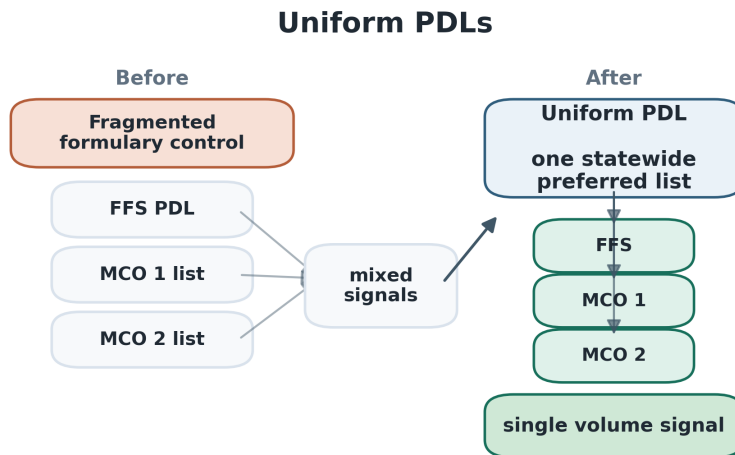 Uniform PDLs
Before
Fragmented
formulary control
FFS PDL
MCO 1 list
MCO 2 list
mixed
signals
After
Uniform PDL
one statewide
preferred list
FFS
MCO 1
MCO 2
single volume signal